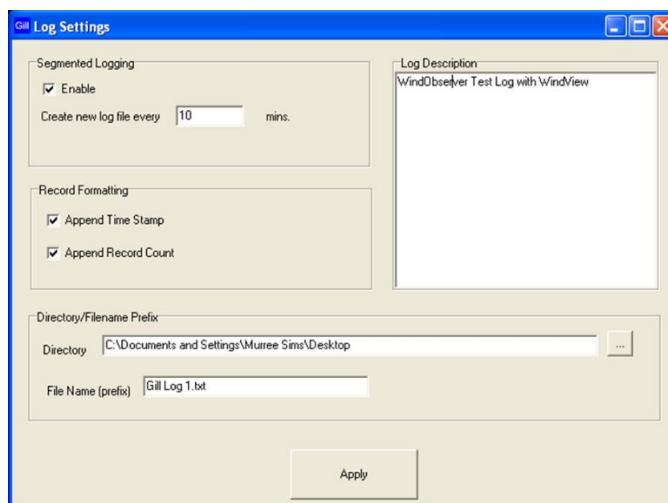 Gill Log Settings
Segmented Logging
Enable
Create new log file every 10 mins.
Record Formatting
Append Time Stamp
Append Record Count
Log Description
WindObserver Test Log with WindView
Directory/Filename Prefix
Directory C:\Documents and Settings\Murree Sims\Desktop ...
File Name (prefix) Gill Log 1.txt
Apply